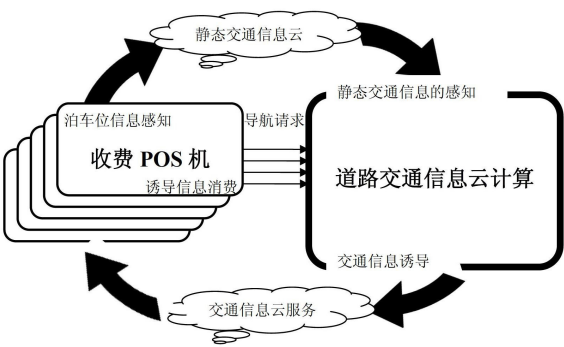 静态交通信息云
静态交通信息的感知
泊车位信息感知
导航请求
收费 POS 机
道路交通信息云计算
诱导信息消费
交通信息诱导
交通信息云服务